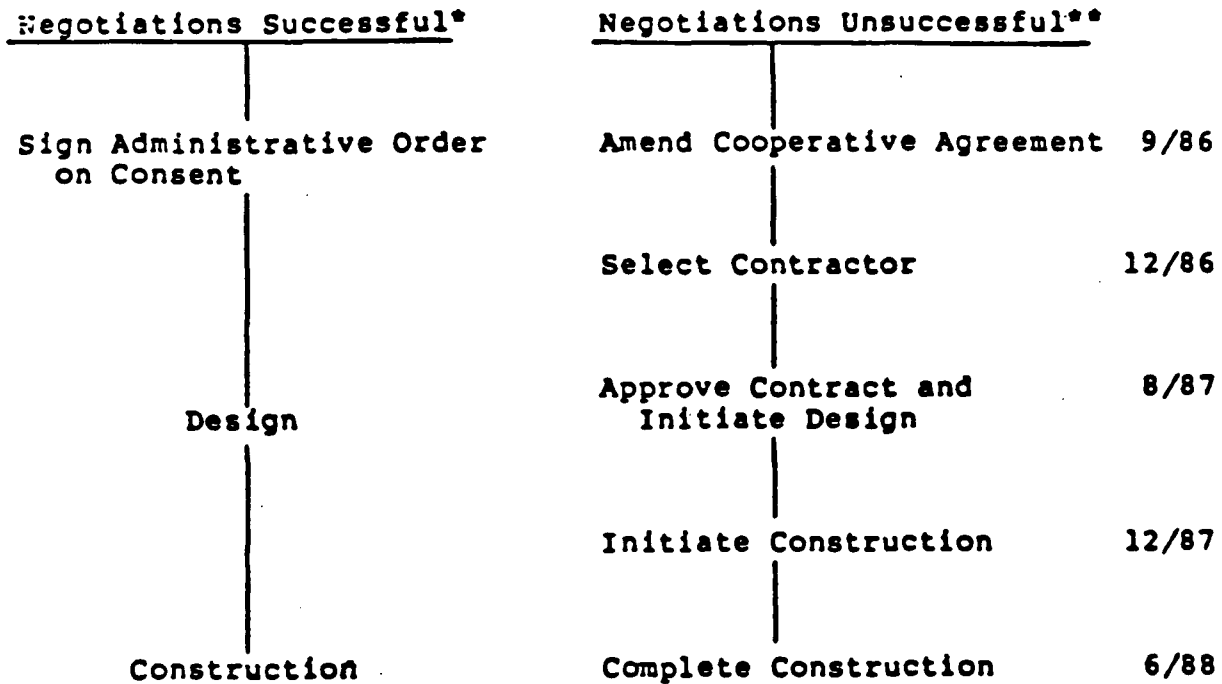 Negotiations Successful*
Sign Administrative Order
on Consent
Design
Construction
Negotiations Unsuccessful**
Amend Cooperative Agreement 9/86
Select Contractor 12/86
Approve Contract and 8/87
Initiate Design
Initiate Construction 12/87
Complete Construction 6/88